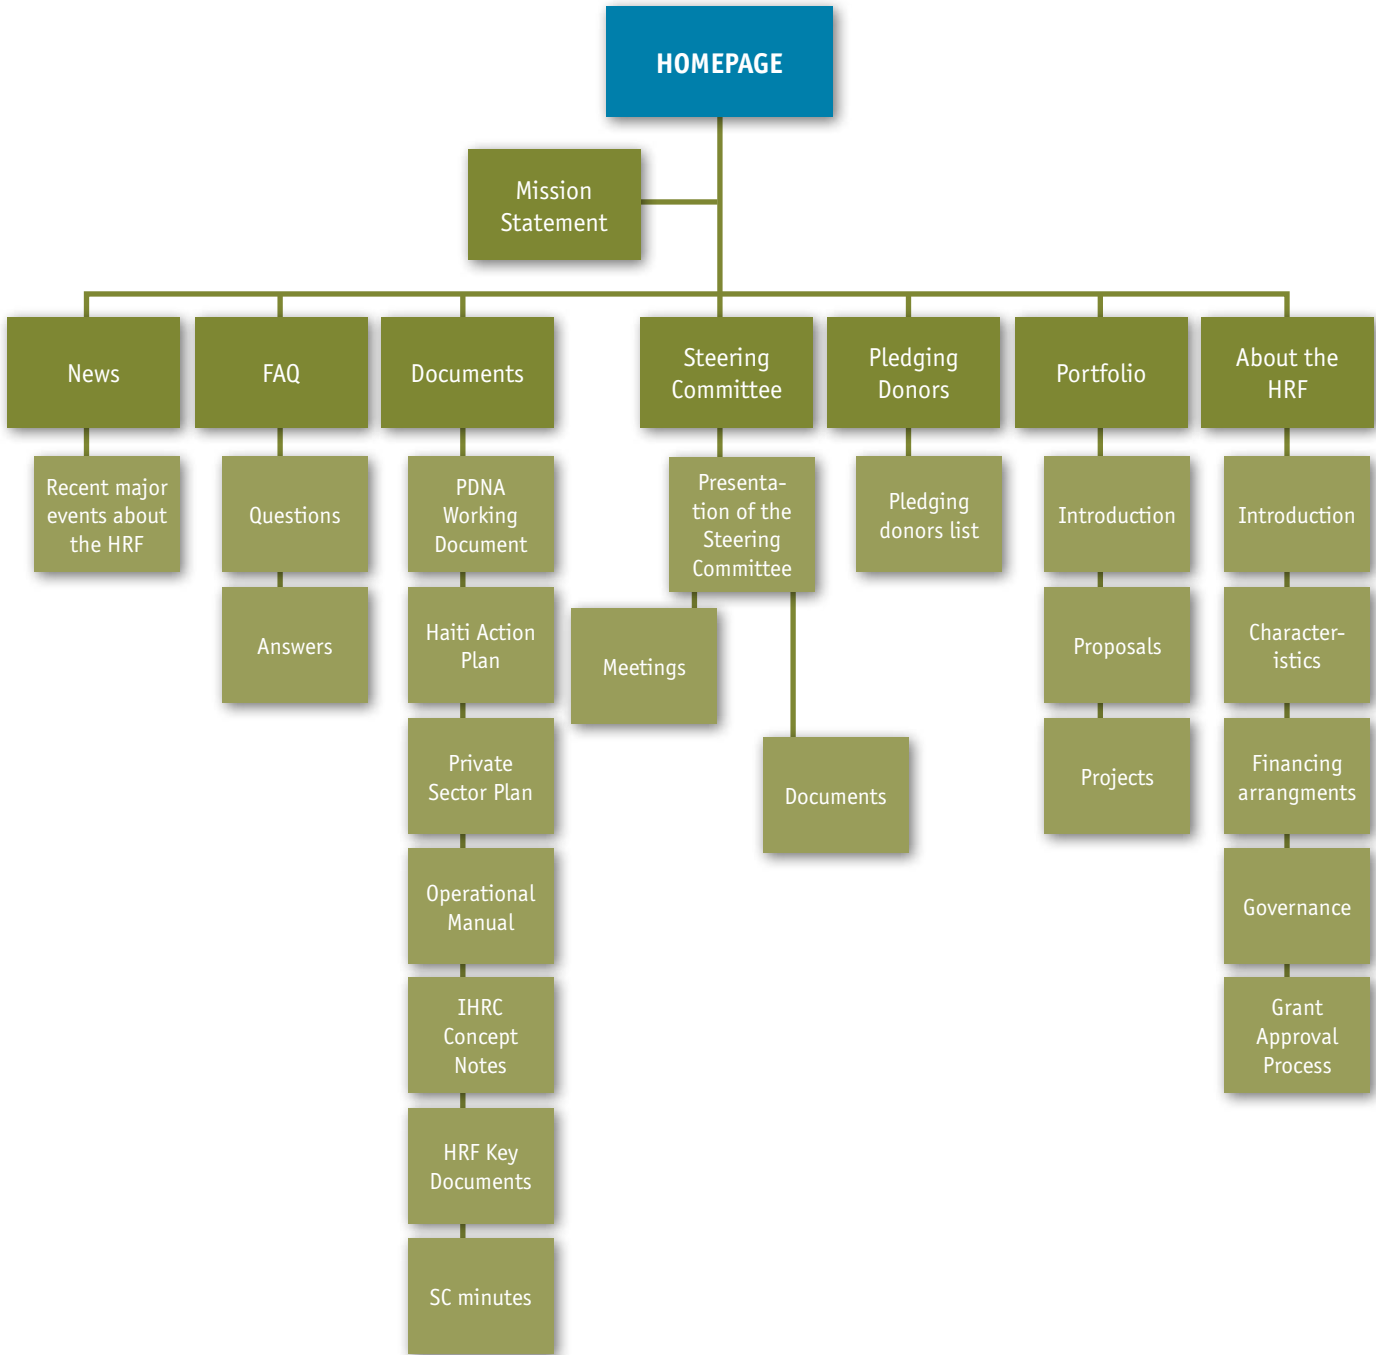 HOMEPAGE
Mission
Statement
News
FAQ
Documents
Steering
Committee
Pledging
Donors
Portfolio
About the
HRF
Recent major
events about
the HRF
Questions
Answers
PDNA
Working
Document
Haiti Action
Plan
Private
Sector Plan
Operational
Manual
IHRC
Concept
Notes
HRF Key
Documents
SC minutes
Presenta-
tion of the
Steering
Committee
Meetings
Documents
Pledging
donors list
Introduction
Proposals
Projects
Introduction
Character-
istics
Financing
arrangments
Governance
Grant
Approval
Process